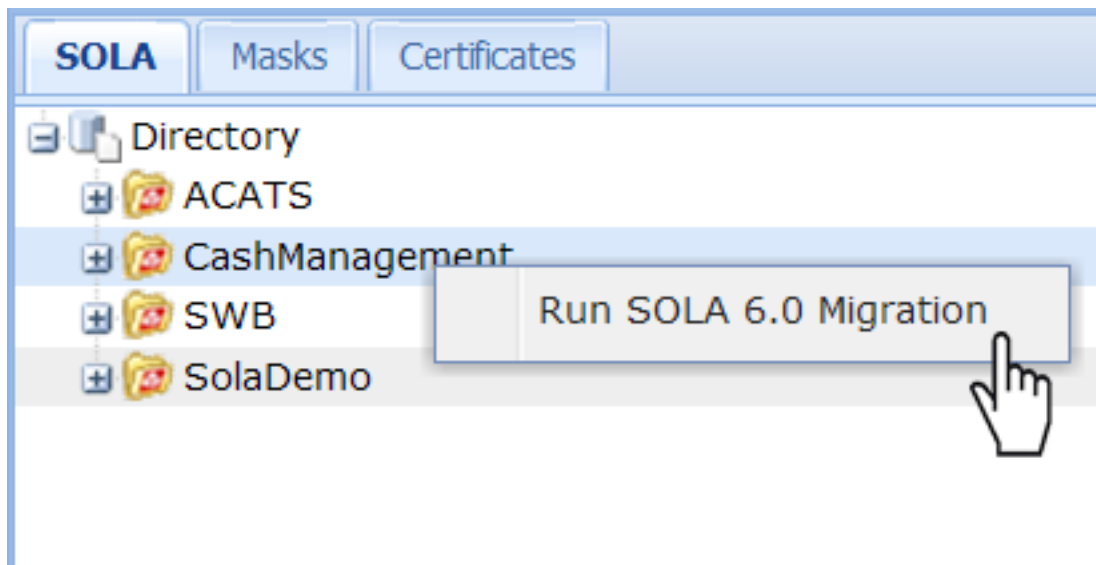 SOLA Masks Certificates
Directory
ACATS
CashManagement
Run SOLA 6.0 Migration
SWB
SolaDemo